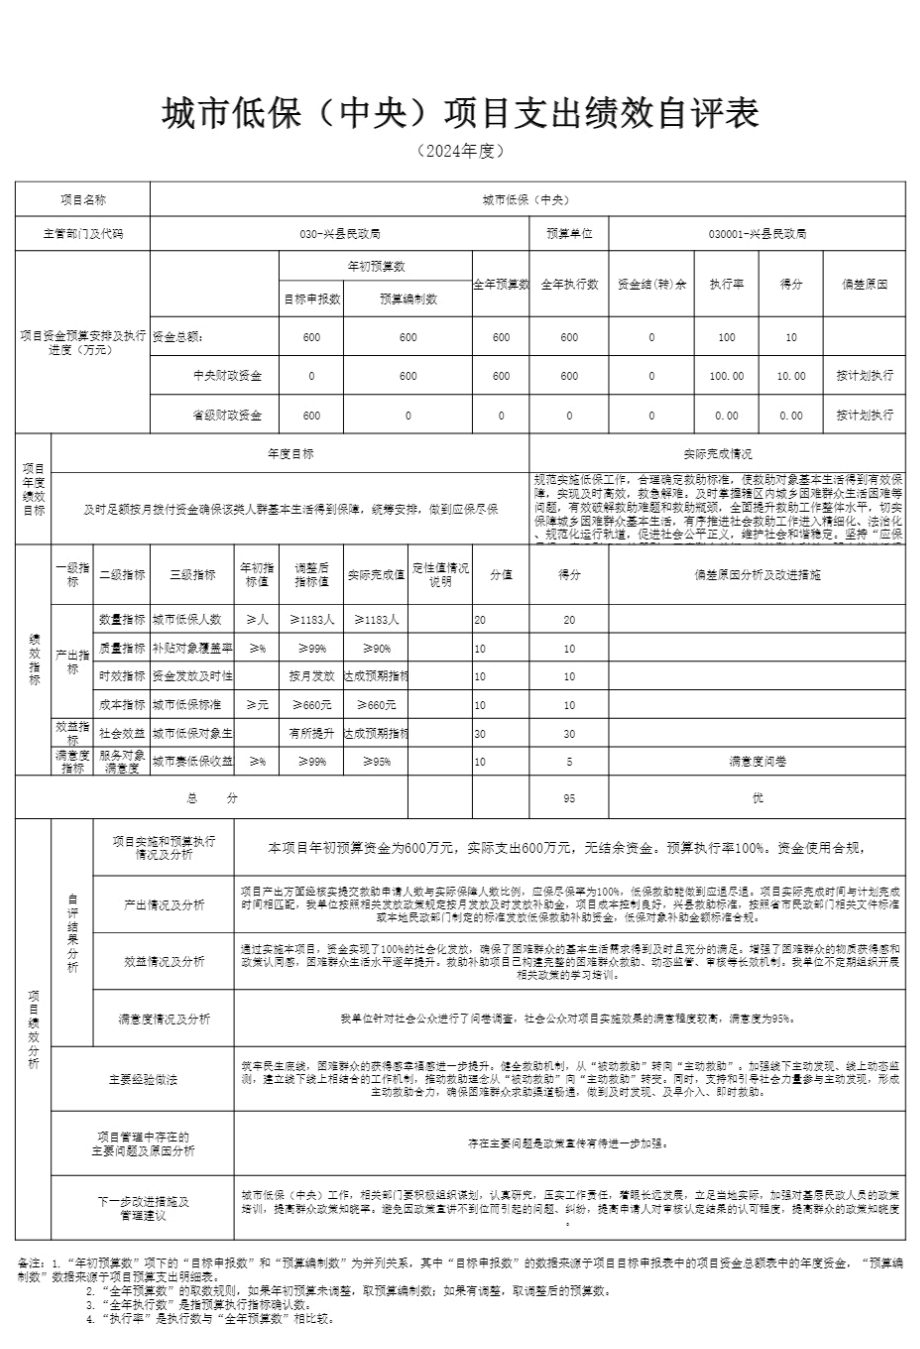 城市低保（中央）项目支出绩效自评表
（2024年度）
项目名称 城市低保（中央）
主管部门及代码 030-兴县民政局 预算单位 030001-兴县民政局
项目资金预算安排及执行
进度（万元）
年初预算数 全年预算数 全年执行数 资金结(转)余 执行率 得分 偏差原因
目标申报数 预算编制数
资金总额： 600 600 600 600 0 100 10
中央财政资金 0 600 600 600 0 100.00 10.00 按计划执行
省级财政资金 600 0 0 0 0 0.00 0.00 按计划执行
项目
年度
绩效
目标
年度目标 实际完成情况
及时足额按月拨付资金确保该类人群基本生活得到保障，统筹安排，做到应保尽保
规范实施低保工作，合理确定救助标准，使救助对象基本生活得到有效保
障，实现及时高效，救急解难。及时掌握辖区内城乡困难群众生活困难等
问题，有效破解救助难题和救助瓶颈，全面提升救助工作整体水平，切实
保障城乡困难群众基本生活，有序推进社会救助工作进入精细化、法治化
、规范化运行轨道，促进社会公平正义，维护社会和谐稳定。坚持“应保
绩
效
指
标
一级指
标
二级指标 三级指标 年初指
标值
调整后
指标值
实际完成值 定性值情况
说明
分值 得分 偏差原因分析及改进措施
产出指
标
数量指标 城市低保人数 ≥人 ≥1183人 ≥1183人 20 20
质量指标 补贴对象覆盖率 ≥% ≥99% ≥90% 10 10
时效指标 资金发放及时性 按月发放 达成预期指标 10 10
成本指标 城市低保标准 ≥元 ≥660元 ≥660元 10 10
效益指
标
社会效益 城市低保对象生 有所提升 达成预期指标 30 30
满意度
指标
服务对象
满意度
城市赛低保收益 ≥% ≥99% ≥95% 10 5 满意度问卷
总 分 95 优
项
目
绩
效
分
析
自
评
结
果
分
析
项目实施和预算执行
情况及分析
本项目年初预算资金为600万元，实际支出600万元，无结余资金。预算执行率100%。资金使用合规，
产出情况及分析
项目产出方面经核实提交救助申请人数与实际保障人数比例，应保尽保率为100%，低保救助能做到应退尽退。项目实际完成时间与计划完成
时间相匹配，我单位按照相关发放政策规定按月发放及时发放补助金，项目成本控制良好，兴县救助标准，按照省市民政部门相关文件标准
或本地民政部门制定的标准发放低保救助补助资金，低保对象补助金额标准合规。
效益情况及分析
通过实施本项目，资金实现了100%的社会化发放，确保了困难群众的基本生活需求得到及时且充分的满足。增强了困难群众的物质获得感和
政策认同感，困难群众生活水平逐年提升。救助补助项目已构建完整的困难群众救助、动态监管、审核等长效机制。我单位不定期组织开展
相关政策的学习培训。
满意度情况及分析
我单位针对社会公众进行了问卷调查，社会公众对项目实施效果的满意程度较高，满意度为95%。
主要经验做法
筑牢民生底线，困难群众的获得感幸福感进一步提升。健全救助机制，从“被动救助”转向“主动救助”。加强线下主动发现、线上动态监
测，建立线下线上相结合的工作机制，推动救助理念从“被动救助”向“主动救助”转变。同时，支持和引导社会力量参与主动发现，形成
主动救助合力，确保困难群众求助渠道畅通，做到及时发现、及早介入、即时救助。
项目管理中存在的
主要问题及原因分析
存在主要问题是政策宣传有待进一步加强。
下一步改进措施及
管理建议
城市低保（中央）工作，相关部门要积极组织谋划，认真研究，压实工作责任，着眼长远发展，立足当地实际，加强对基层民政人员的政策
培训，提高群众政策知晓率。避免因政策宣讲不到位而引起的问题、纠纷，提高申请人对审核认定结果的认可程度，提高群众的政策知晓度
。
备注：1.“年初预算数”项下的“目标申报数”和“预算编制数”为并列关系，其中“目标申报数”的数据来源于项目目标申报表中的项目资金总额表中的年度资金，“预算编
制数”数据来源于项目预算支出明细表。
2.“全年预算数”的取数规则，如果年初预算未调整，取预算编制数；如果有调整，取调整后的预算数。
3.“全年执行数”是指预算执行指标确认数。
4.“执行率”是执行数与“全年预算数”相比较。